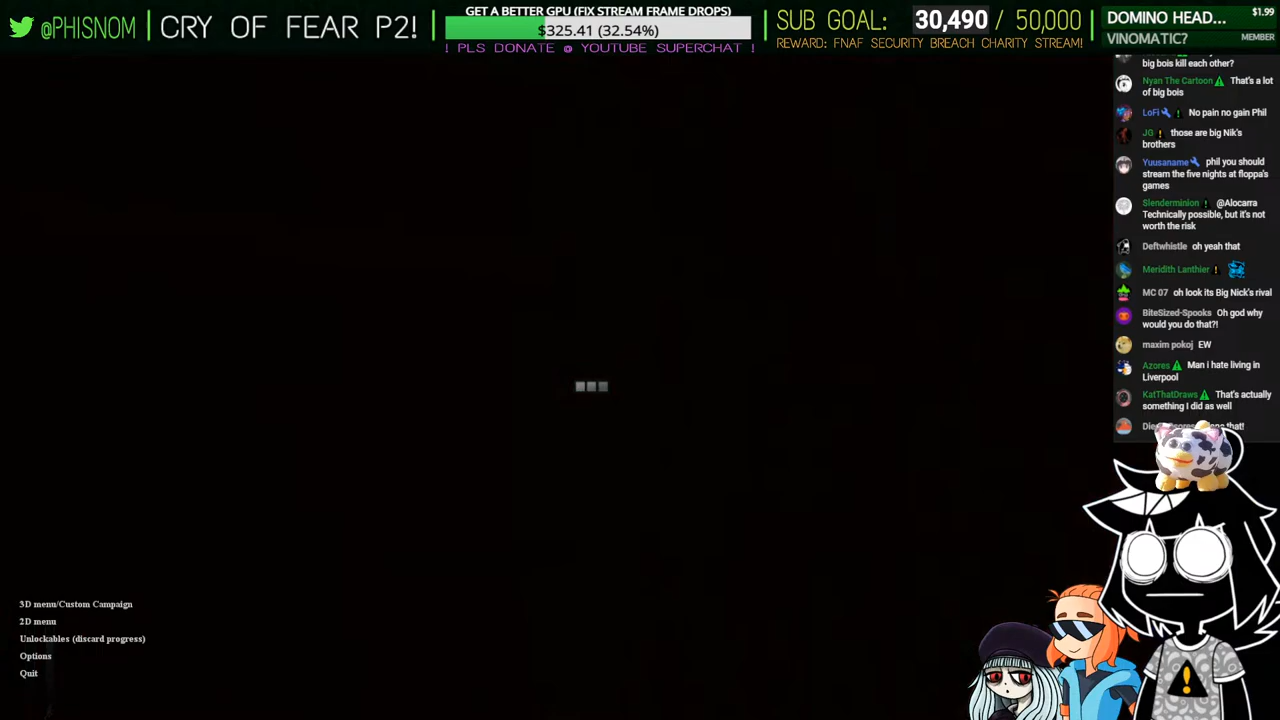 @PHISNOM
CRY OF FEAR P2!
GET A BETTER GPU (FIX STREAM FRAME DROPS)
$325.41 (32.54%)
! PLS DONATE @ YOUTUBE SUPERCHAT !
SUB GOAL: 30,490 / 50,000
REWARD: FNAF SECURITY BREACH CHARITY STREAM!
DOMINO HEAD... $1.99
VINOMATIC? MEMBER
big bois kill each other?
Nyan The Cartoon That's a lot
of big bois
LoFi No pain no gain Phil
JG those are big Nik's
brothers
Yuusaname phil you should
stream the five nights at floppa's
games
Slenderminion @Alocarra
Technically possible, but it's not
worth the risk
Deftwhistle oh yeah that
Meridith Lanthier
MC 07 oh look its Big Nick's rival
BiteSized-Spooks Oh god why
would you do that?!
maxim pokoj EW
Azores Man i hate living in
Liverpool
KatThatDraws That's actually
something I did as well
that!
3D menu/Custom Campaign
2D menu
Unlockables (discard progress)
Options
Quit